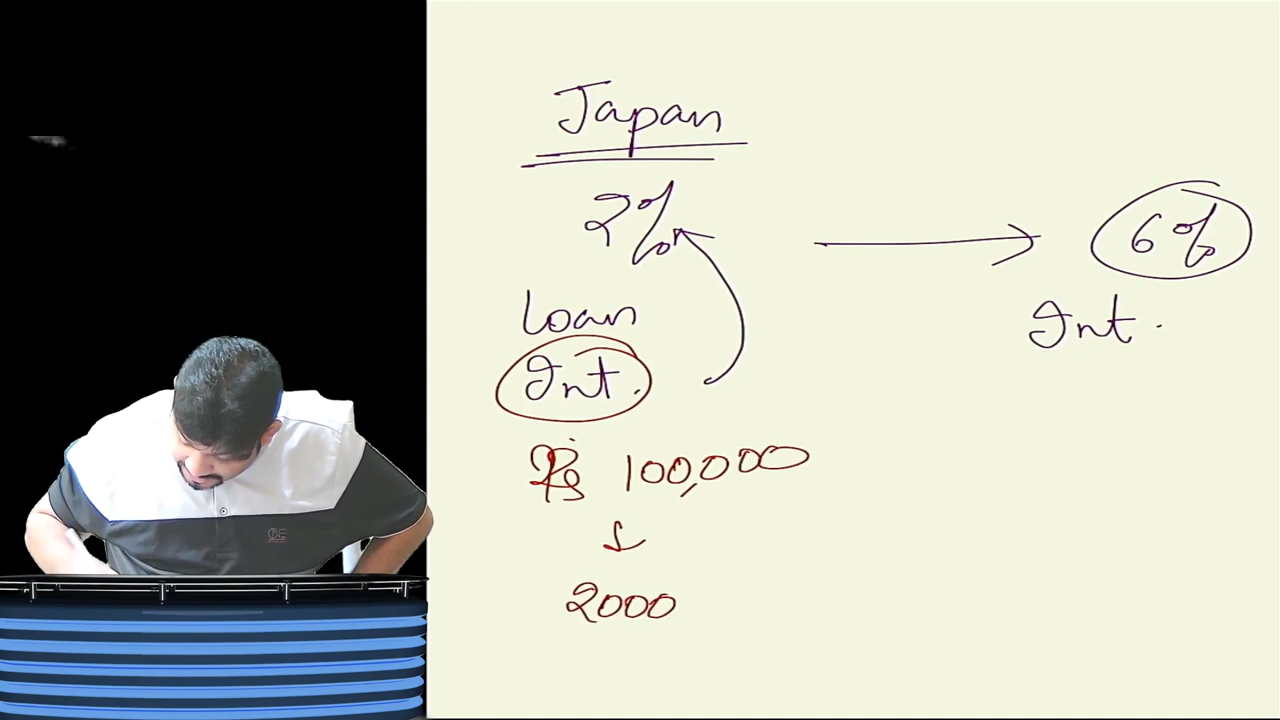 Japan
2% → 6%
Loan Int.
Int.
Rs 100,000
↓
2000